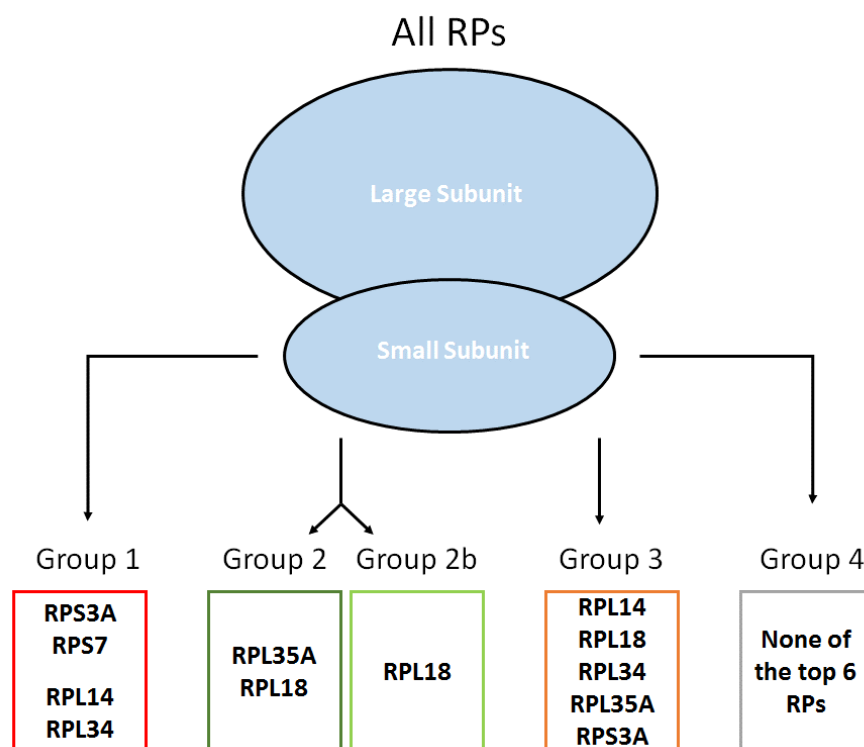 All RPs
Large Subunit
Small Subunit
Group 1
Group 2
Group 2b
Group 3
Group 4
RPS3A
RPS7
RPL14
RPL34
RPL35A
RPL18
RPL18
RPL14
RPL18
RPL34
RPL35A
RPS3A
None of
the top 6
RPs